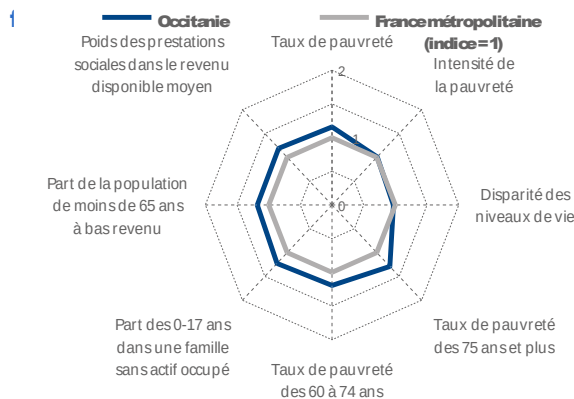 Occitanie
France métropolitaine
(indice=1)
Poids des prestations
sociales dans le revenu
disponible moyen
Taux de pauvreté
Intensité de
la pauvreté
2
1
0
Part de la population
de moins de 65 ans
à bas revenu
Disparité des
niveaux de vie
Part des 0-17 ans
dans une famille
sans actif occupé
Taux de pauvreté
des 60 à 74 ans
Taux de pauvreté
des 75 ans et plus